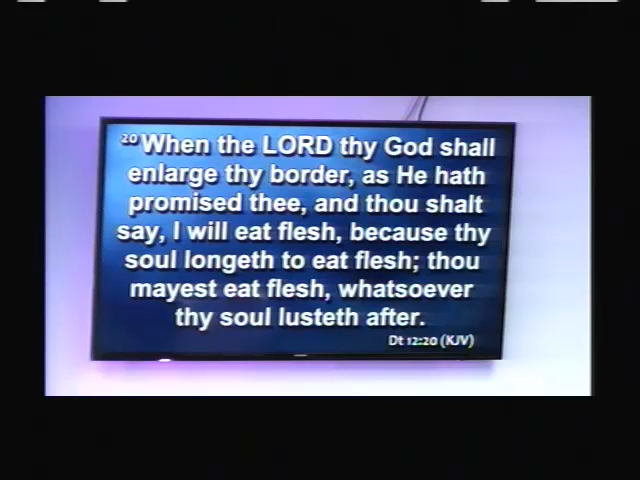 20 When the LORD thy God shall
enlarge thy border, as He hath
promised thee, and thou shalt
say, I will eat flesh, because thy
soul longeth to eat flesh; thou
mayest eat flesh, whatsoever
thy soul lusteth after.
Dt 12:20 (KJV)